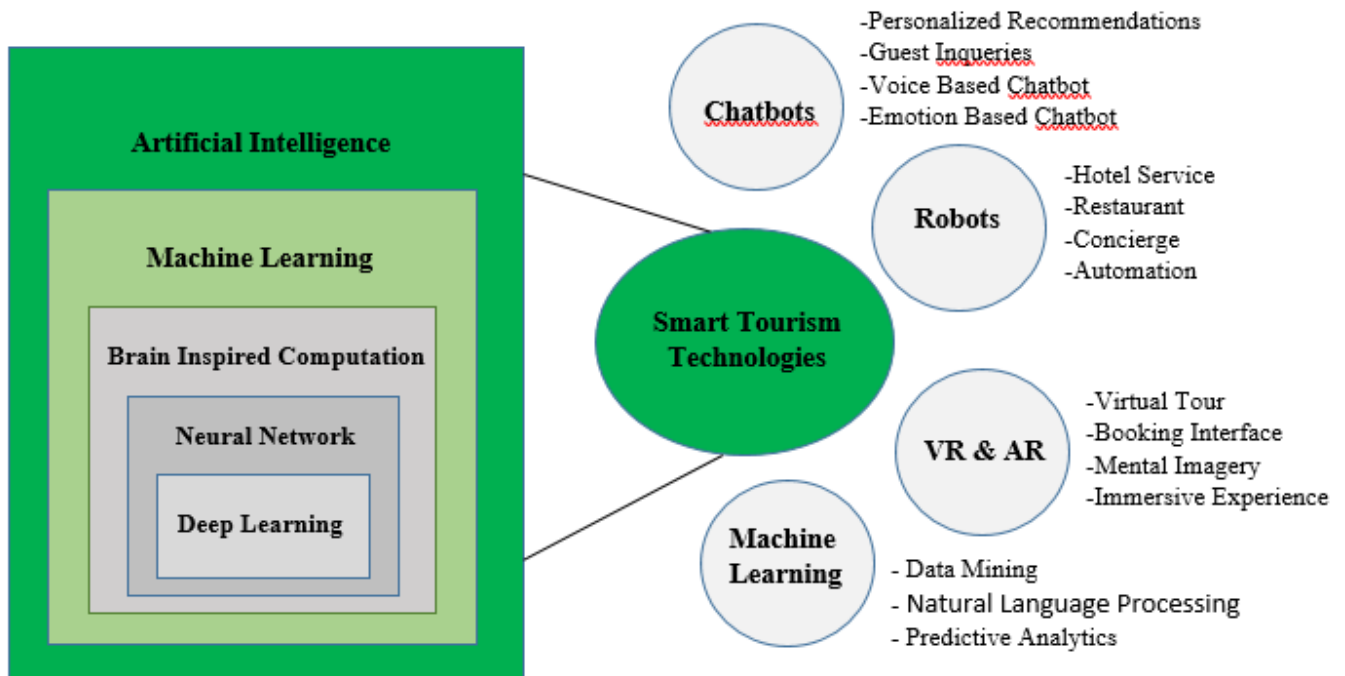 Artificial Intelligence
Machine Learning
Brain Inspired Computation
Neural Network
Deep Learning
Smart Tourism
Technologies
Chatbots
-Personalized Recommendations
-Guest Inqueries
-Voice Based Chatbot
-Emotion Based Chatbot
Robots
-Hotel Service
-Restaurant
-Concierge
-Automation
VR & AR
-Virtual Tour
-Booking Interface
-Mental Imagery
-Immersive Experience
Machine
Learning
- Data Mining
- Natural Language Processing
- Predictive Analytics